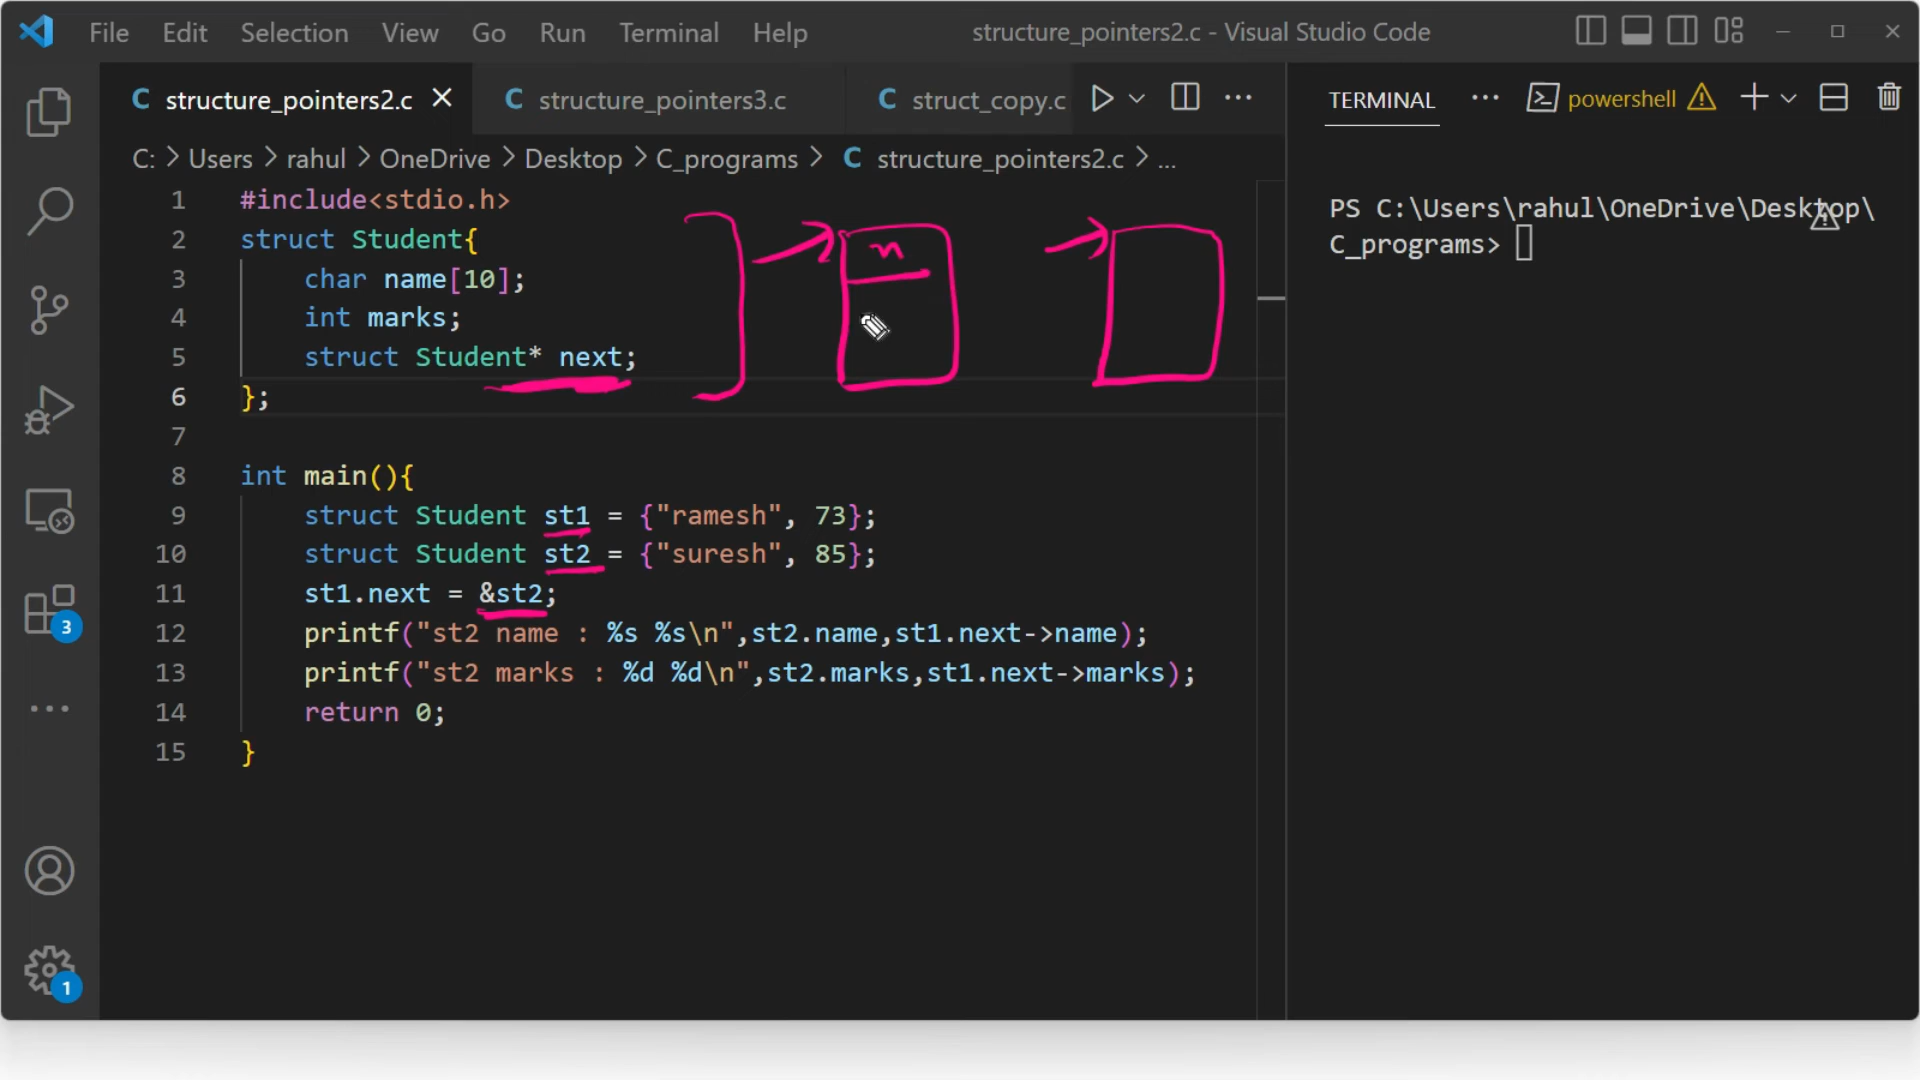 File Edit Selection View Go Run Terminal Help structure_pointers2.c - Visual Studio Code
C structure_pointers2.c C structure_pointers3.c C struct_copy.c TERMINAL powershell
C: > Users > rahul > OneDrive > Desktop > C_programs > C structure_pointers2.c > ...
1 #include<stdio.h>
2 struct Student{
3 char name[10];
4 int marks;
5 struct Student* next;
6 };
7
8 int main(){
9 struct Student st1 = {"ramesh", 73};
10 struct Student st2 = {"suresh", 85};
11 st1.next = &st2;
12 printf("st2 name : %s %s\n",st2.name,st1.next->name);
13 printf("st2 marks : %d %d\n",st2.marks,st1.next->marks);
14 return 0;
15 }
n
PS C:\Users\rahul\OneDrive\Desktop\
C_programs>
3
1